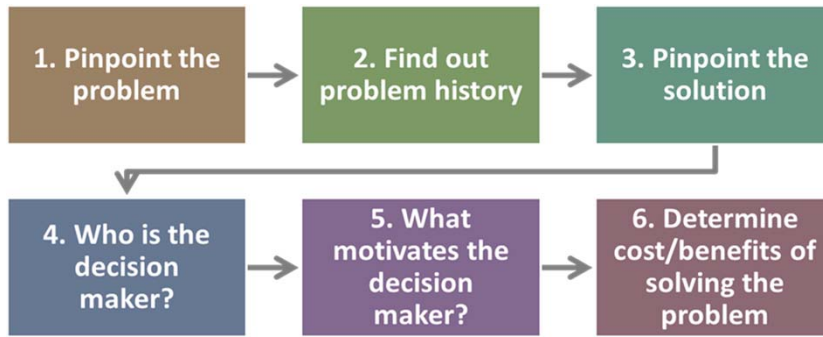 1. Pinpoint the
problem
2. Find out
problem history
3. Pinpoint the
solution
4. Who is the
decision
maker?
5. What
motivates the
decision
maker?
6. Determine
cost/benefits of
solving the
problem